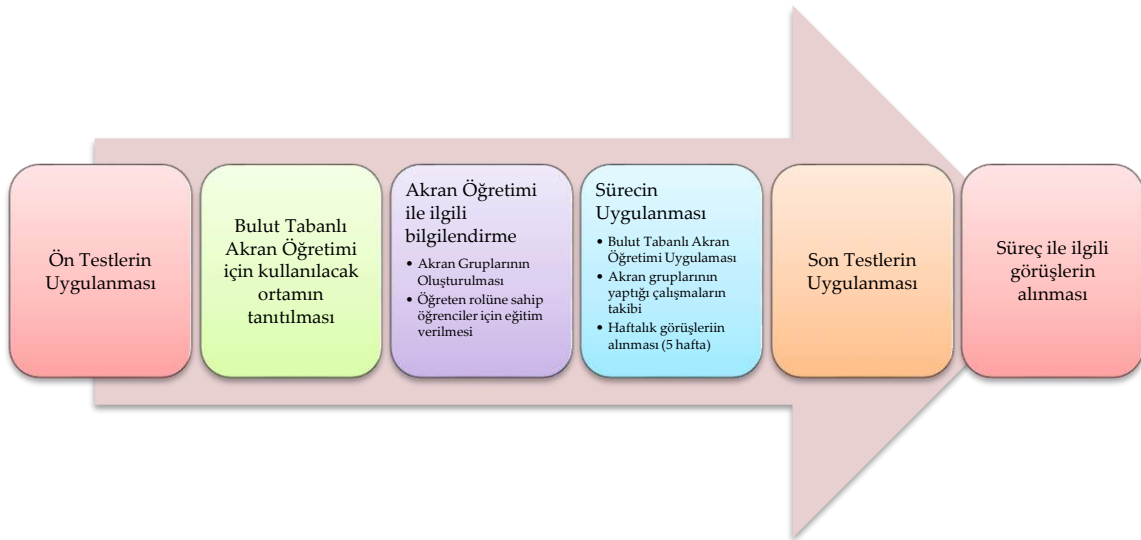 Ön Testlerin
Uygulanması
Bulut Tabanlı
Akran Öğretimi
için kullanılacak
ortamın
tanıtılması
Akran Öğretimi
ile ilgili
bilgilendirme
• Akran Gruplarının
Oluşturulması
• Öğreten rolüne sahip
öğrenciler için eğitim
verilmesi
Sürecin
Uygulanması
• Bulut Tabanlı Akran
Öğretimi Uygulaması
• Akran gruplarının
yaptığı çalışmaların
takibi
• Haftalık görüşleriin
alınması (5 hafta)
Son Testlerin
Uygulanması
Süreç ile ilgili
görüşlerin
alınması